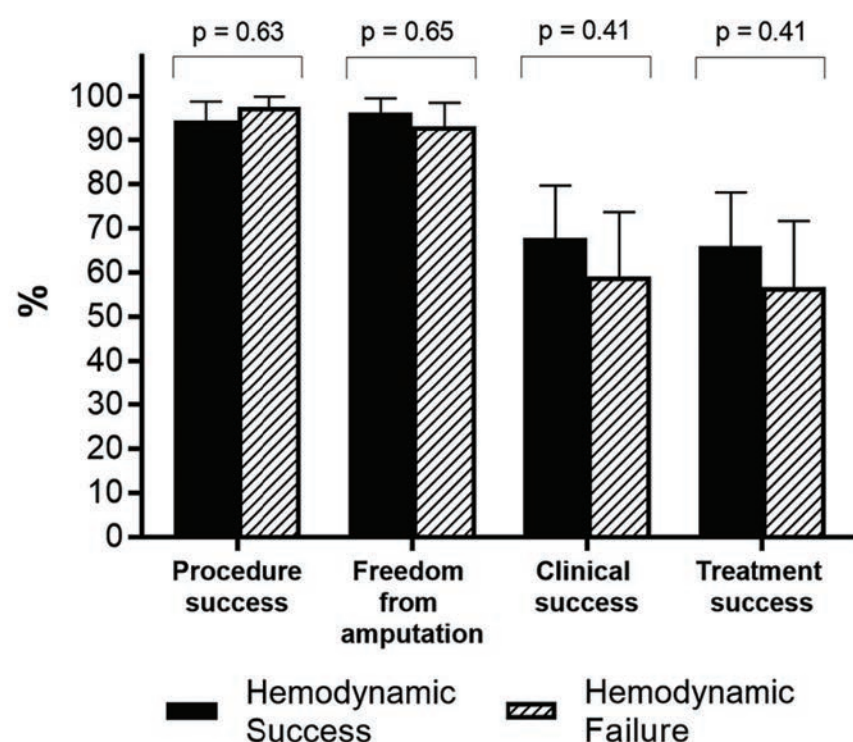 p = 0.63
p = 0.65
p = 0.41
p = 0.41
%
100
90
80
70
60
50
40
30
20
10
0
Procedure
success
Freedom
from
amputation
Clinical
success
Treatment
success
Hemodynamic
Success
Hemodynamic
Failure